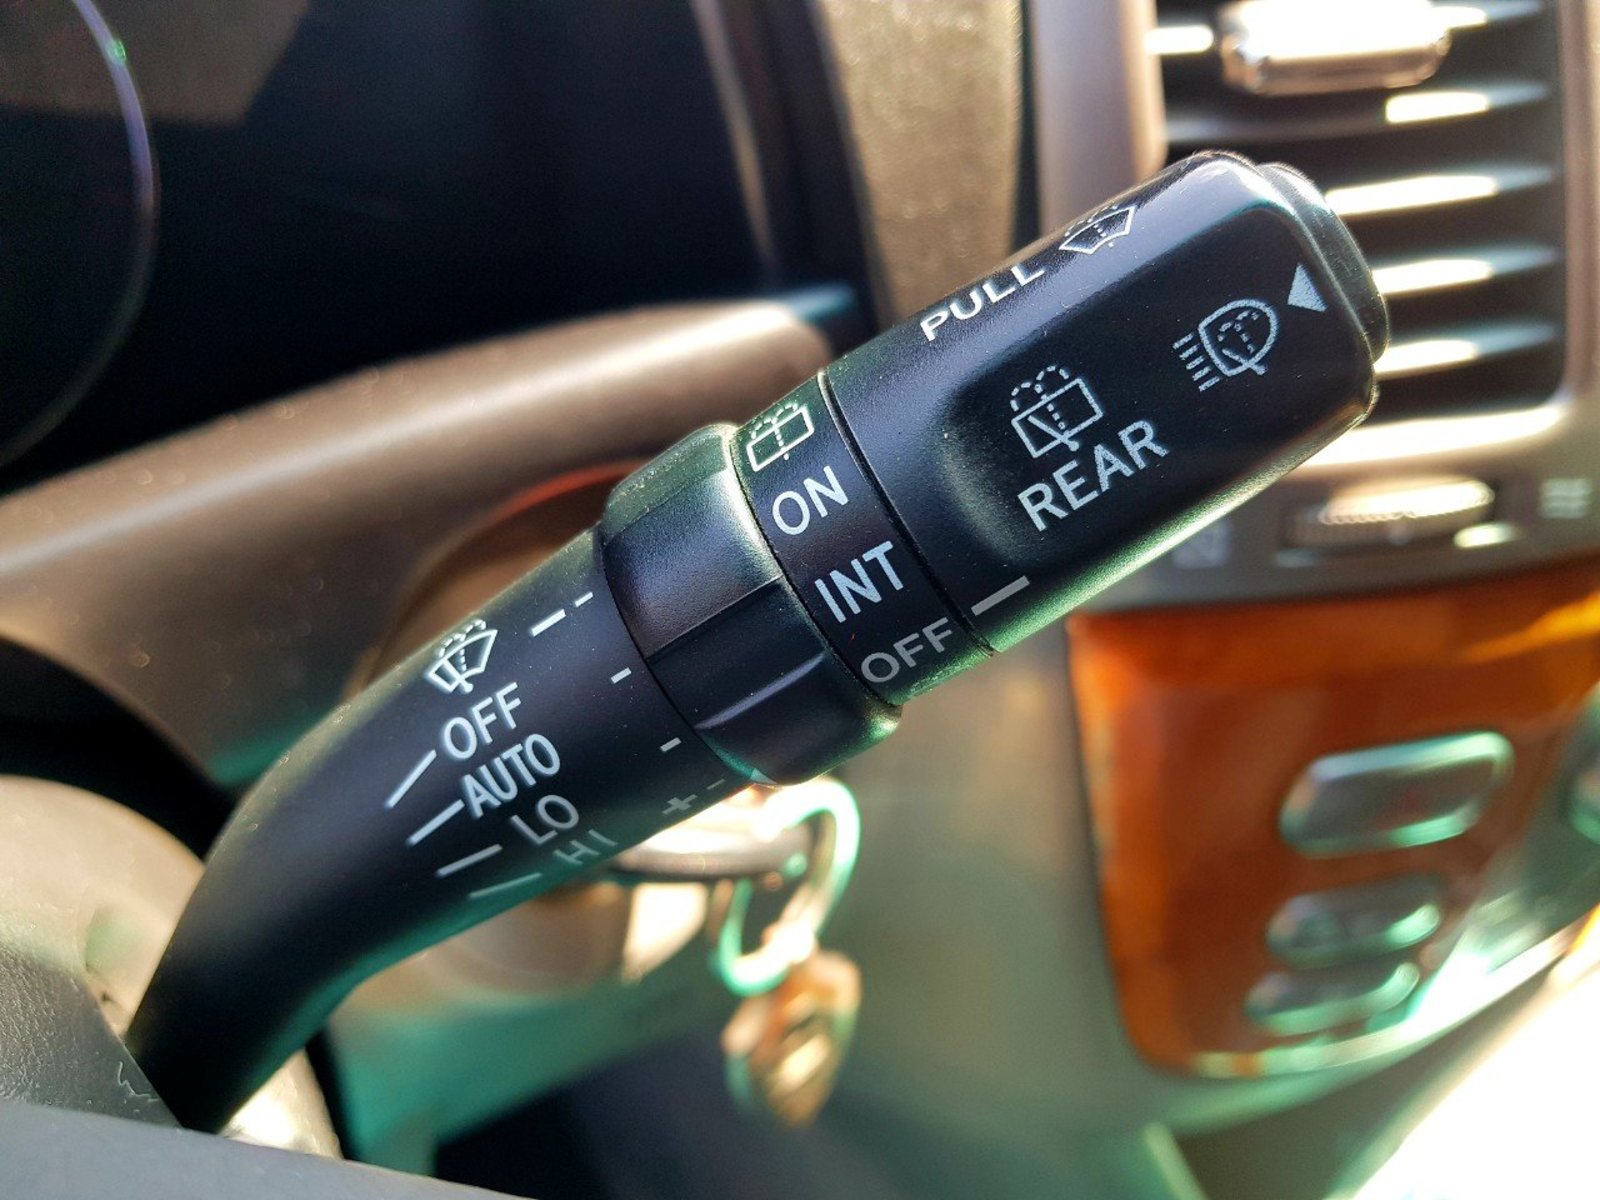 PULL
REAR
ON
INT
OFF
OFF
AUTO
LO
HI